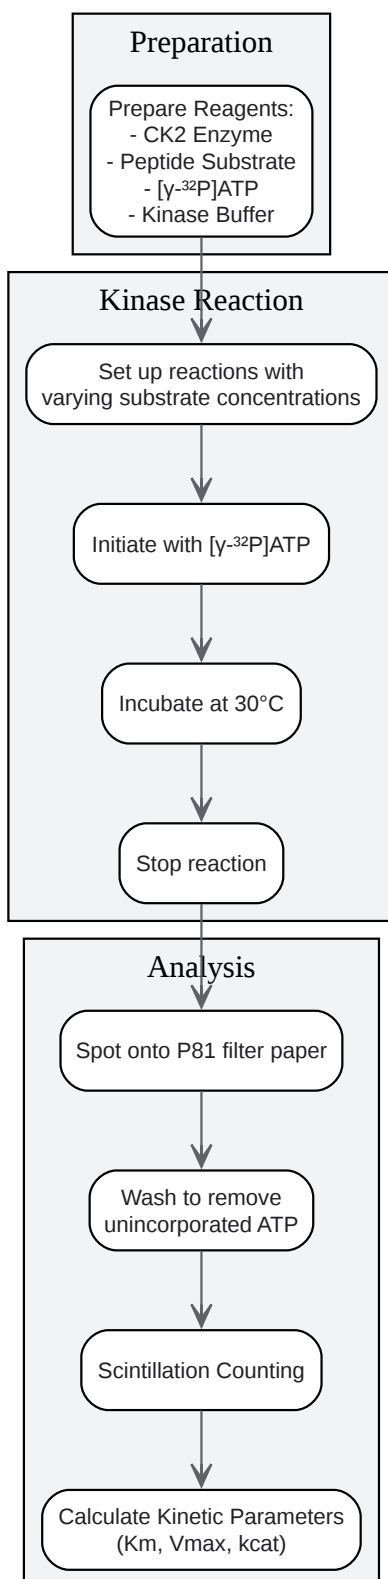 Preparation
Prepare Reagents:
- CK2 Enzyme
- Peptide Substrate
- [γ-³²P]ATP
- Kinase Buffer
Kinase Reaction
Set up reactions with
varying substrate concentrations
Initiate with [γ-³²P]ATP
Incubate at 30°C
Stop reaction
Analysis
Spot onto P81 filter paper
Wash to remove
unincorporated ATP
Scintillation Counting
Calculate Kinetic Parameters
(Km, Vmax, kcat)